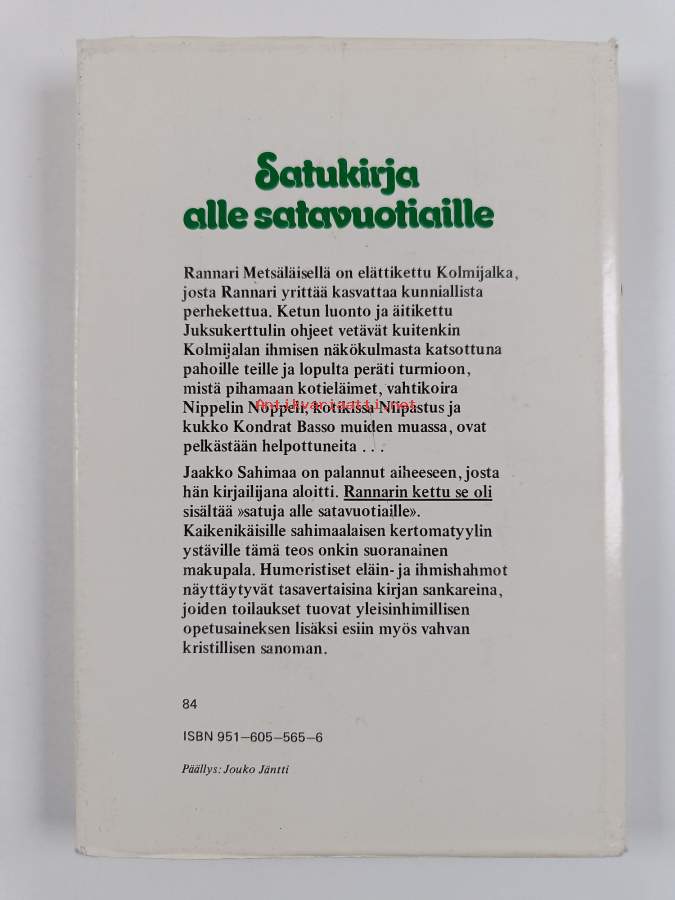 Satukirja
alle satavuotiaille
Rannari Metsäläisellä on elättikettu Kolmijalka,
josta Rannari yrittää kasvattaa kunniallista
perhekettua. Ketun luonto ja äitikettu
Juksukerttulin ohjeet vetävät kuitenkin
Kolmijalan ihmisen näkökulmasta katsottuna
pahoille teille ja lopulta peräti turmioon,
mistä pihamaan kotieläimet, vahtikoira
Nippelin Nöppeli, kotikissa Niipastus ja
Antikvariaatti.net
kukko Kondrat Basso muiden muassa, ovat
pelkästään helpottuneita . . .
Jaakko Sahimaa on palannut aiheeseen, josta
hän kirjailijana aloitti. Rannarin kettu se oli
sisältää »satuja alle satavuotiaille».
Kaikenikäisille sahimaalaisen kertomatyylin
ystäville tämä teos onkin suoranainen
makupala. Humoristiset eläin- ja ihmishahmot
näyttäytyvät tasavertaisina kirjan sankareina,
joiden toilaukset tuovat yleisinhimillisen
opetusaineksen lisäksi esiin myös vahvan
kristillisen sanoman.
84
ISBN 951-605-565-6
Päällys: Jouko Jäntti